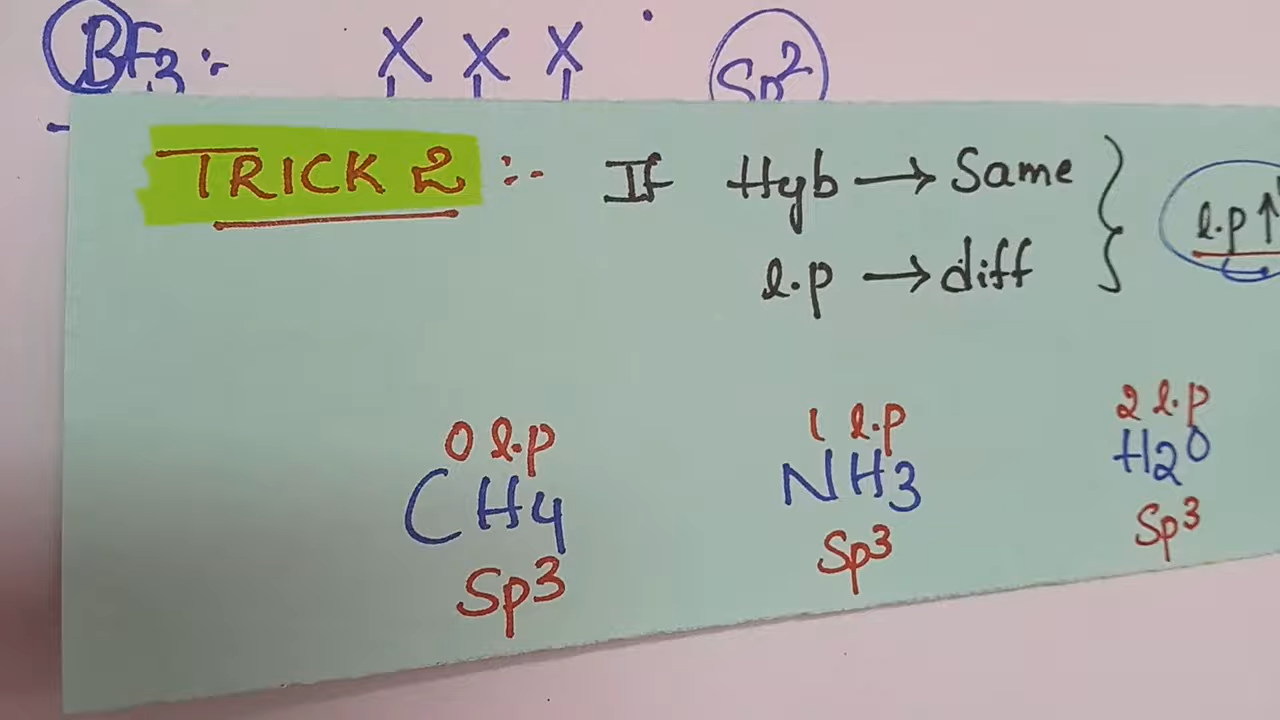 BF3 :-
X X X
Sp2
TRICK 2 :- If Hyb → Same
l.p → diff
l.p ↑
0 l.p
CH4
Sp3
1 l.p
NH3
Sp3
2 l.p
H2O
Sp3